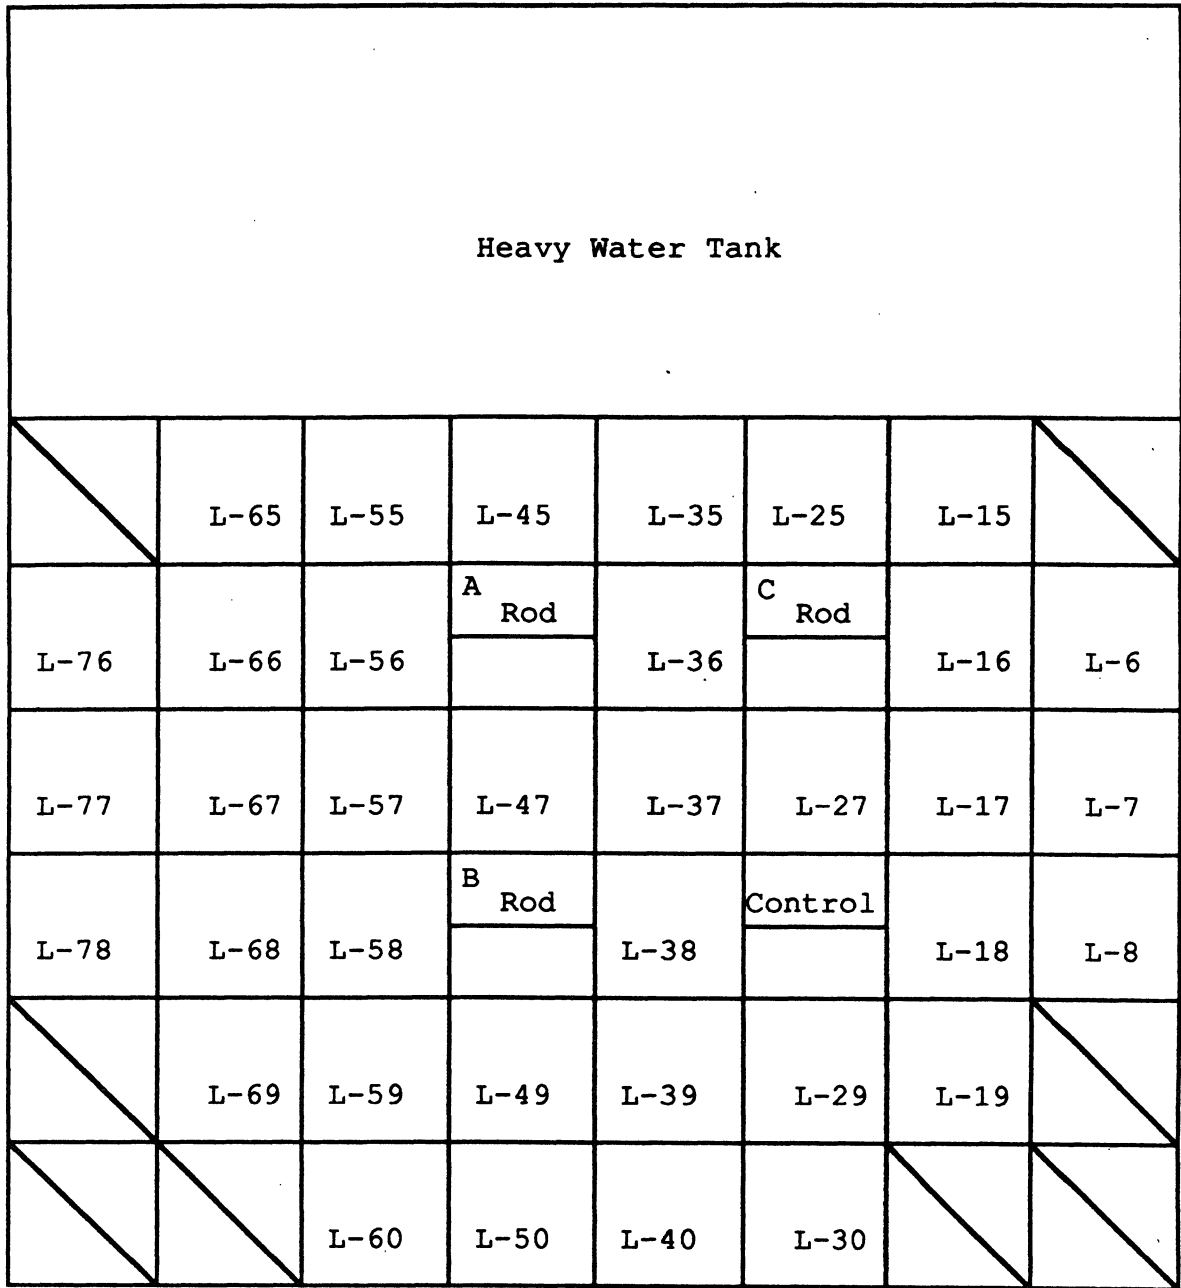 Heavy Water Tank
L-65 L-55 L-45 L-35 L-25 L-15
A Rod C Rod
L-76 L-66 L-56 L-36 L-16 L-6
L-77 L-67 L-57 L-47 L-37 L-27 L-17 L-7
B Rod Control
L-78 L-68 L-58 L-38 L-18 L-8
L-69 L-59 L-49 L-39 L-29 L-19
L-60 L-50 L-40 L-30